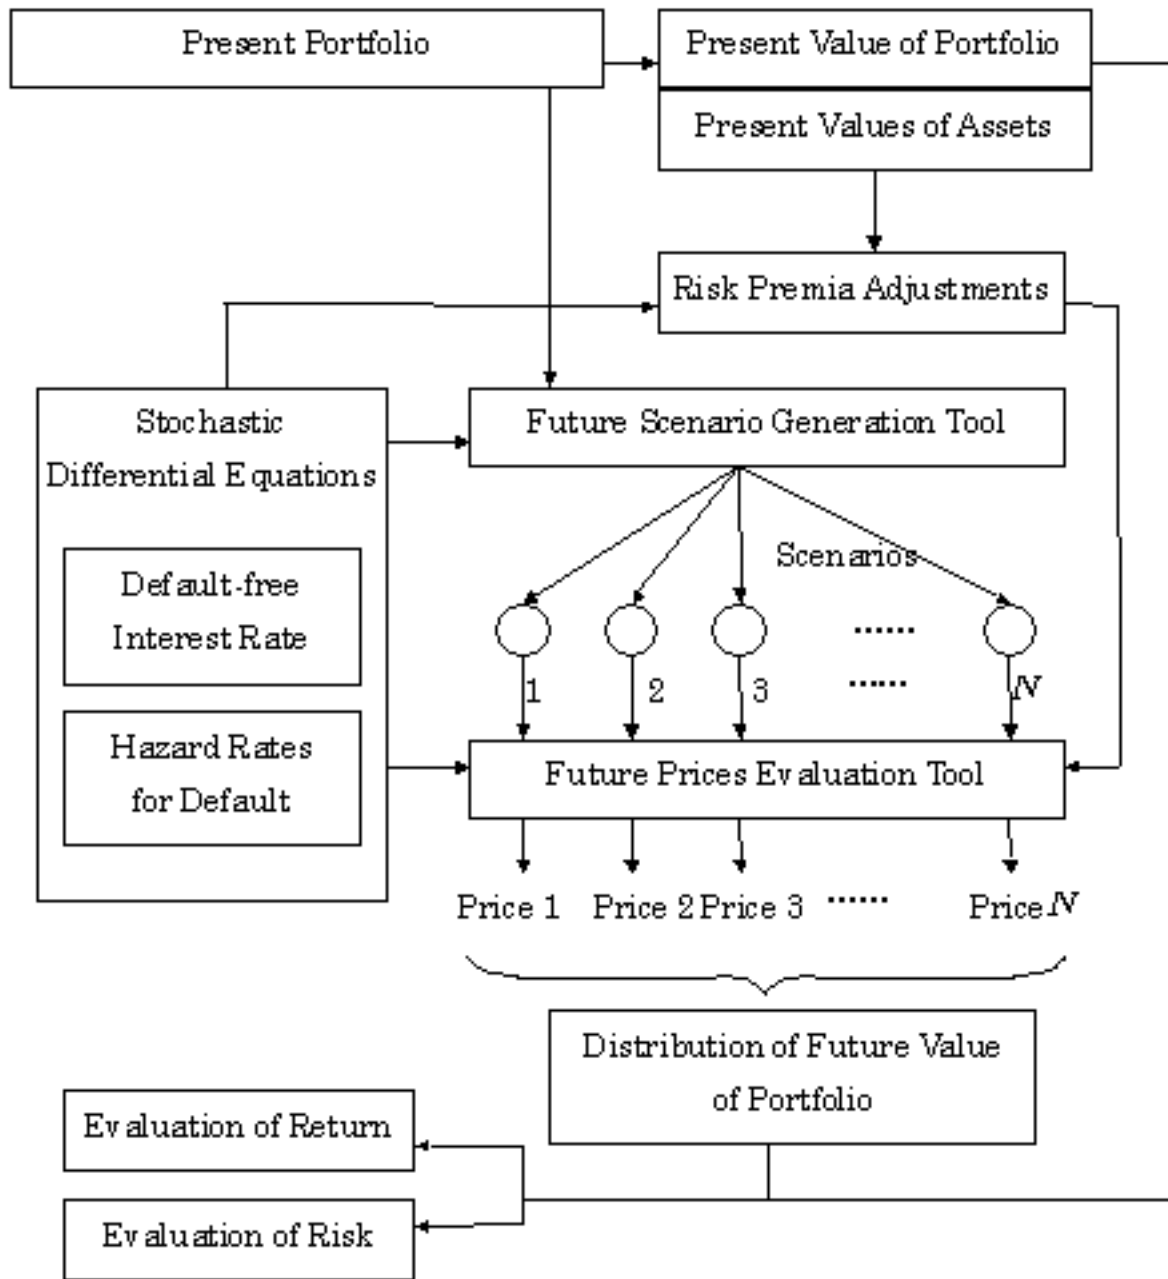 Present Portfolio
Present Value of Portfolio
Present Values of Assets
Risk Premia Adjustments
Stochastic
Differential Equations
Future Scenario Generation Tool
Scenarios
Default-free
Interest Rate
......
1 2 3 ...... N
Hazard Rates
for Default
Future Prices Evaluation Tool
Price 1 Price 2 Price 3 ...... Price N
Distribution of Future Value
of Portfolio
Evaluation of Return
Evaluation of Risk